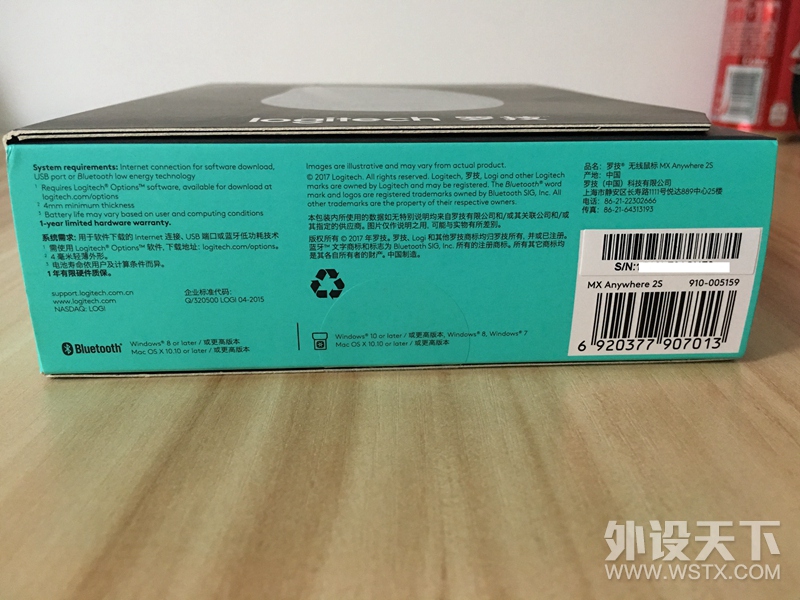 logitech 罗技
System requirements: Internet connection for software download,
USB port or Bluetooth low energy technology
¹ Requires Logitech® Options™ software, available for download at
logitech.com/options
² 4mm minimum thickness
³ Battery life may vary based on user and computing conditions
1-year limited hardware warranty.
系统需求: 用于软件下载的 Internet 连接、USB 端口或蓝牙低功耗技术
¹ 需使用 Logitech® Options™ 软件, 下载地址: logitech.com/options。
² 4 毫米轻薄外形。
³ 电池寿命依用户及计算条件而异。
1 年有限硬件质保。
support.logitech.com.cn
www.logitech.com
NASDAQ: LOGI
企业标准代码:
Q/320500 LOGI 04-2015
Bluetooth®
Windows® 8 or later / 或更高版本
Mac OS X 10.10 or later / 或更高版本
Images are illustrative and may vary from actual product.
© 2017 Logitech. All rights reserved. Logitech, 罗技, Logi and other Logitech
marks are owned by Logitech and may be registered. The Bluetooth® word
mark and logos are registered trademarks owned by Bluetooth SIG, Inc. All
other trademarks are the property of their respective owners.
本包装内所使用的数据如无特别说明均来自罗技有限公司和/或其关联公司和/或
其指定的供应商。图片仅作说明之用, 可能与实物有所差别。
版权所有 © 2017 年罗技。罗技, Logi 和其他罗技商标均归罗技所有, 并或已注册。
蓝牙™ 文字商标和标志为 Bluetooth SIG, Inc. 所有的注册商标。所有其它商标均
是其各自所有者的财产。中国制造。
Windows® 10 or later / 或更高版本, Windows® 8, Windows® 7
Mac OS X 10.10 or later / 或更高版本
品名: 罗技® 无线鼠标 MX Anywhere 2S
产地: 中国
罗技（中国）科技有限公司
上海市静安区长寿路1111号悦达889中心25楼
电话: 86-21-22302666
传真: 86-21-64313193
S/N:
MX Anywhere 2S 910-005159
6 920377 907013
外设天下
WWW.WSTX.COM